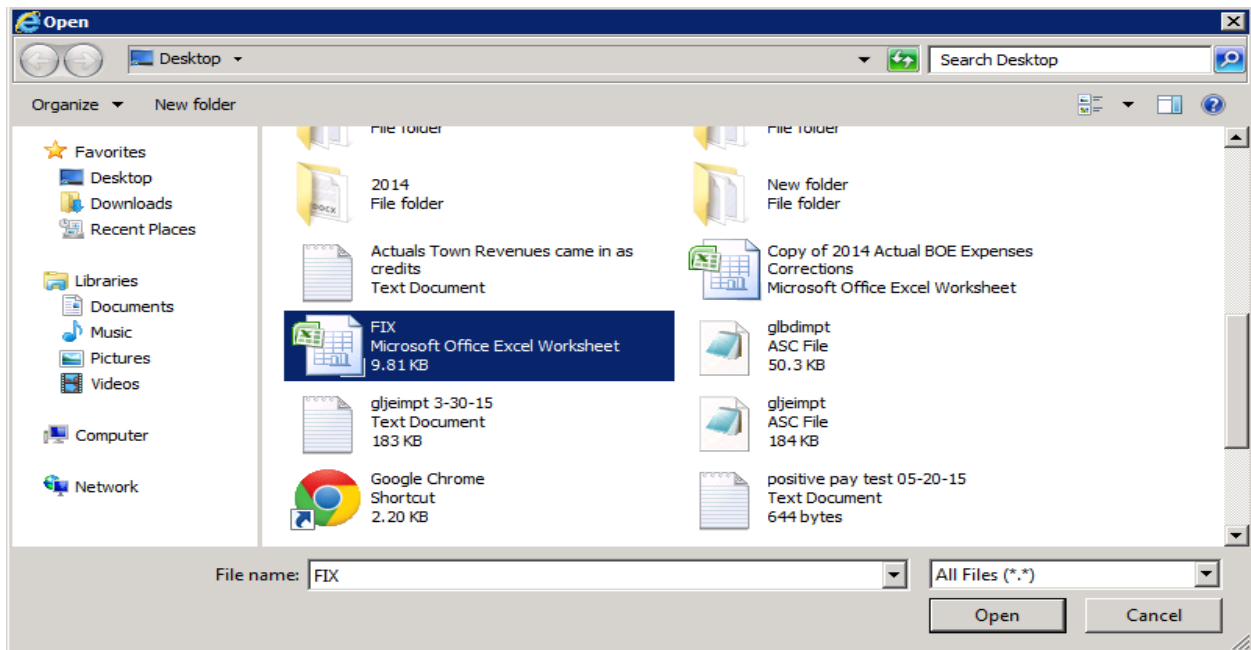 Open
Desktop
Search Desktop
Organize
New folder
Favorites
Desktop
Downloads
Recent Places
Libraries
Documents
Music
Pictures
Videos
Computer
Network
File folder
File folder
2014
File folder
New folder
File folder
Actuals Town Revenues came in as
credits
Text Document
Copy of 2014 Actual BOE Expenses
Corrections
Microsoft Office Excel Worksheet
FIX
Microsoft Office Excel Worksheet
9.81 KB
glbdimpt
ASC File
50.3 KB
gljeimpt 3-30-15
Text Document
183 KB
gljeimpt
ASC File
184 KB
Google Chrome
Shortcut
2.20 KB
positive pay test 05-20-15
Text Document
644 bytes
File name: FIX
All Files (*.*)
Open
Cancel